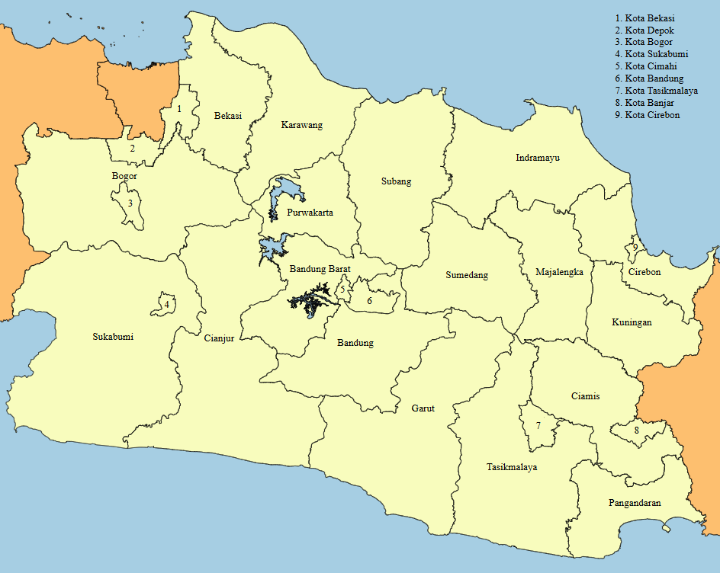 1. Kota Bekasi
2. Kota Depok
3. Kota Bogor
4. Kota Sukabumi
5. Kota Cimahi
6. Kota Bandung
7. Kota Tasikmalaya
8. Kota Banjar
9. Kota Cirebon
1
Bekasi
Karawang
2
Indramayu
Bogor
Subang
3
Purwakarta
9
Bandung Barat
Sumedang
Majalengka
Cirebon
5
6
4
Kuningan
Sukabumi
Cianjur
Bandung
Ciamis
Garut
7
8
Tasikmalaya
Pangandaran